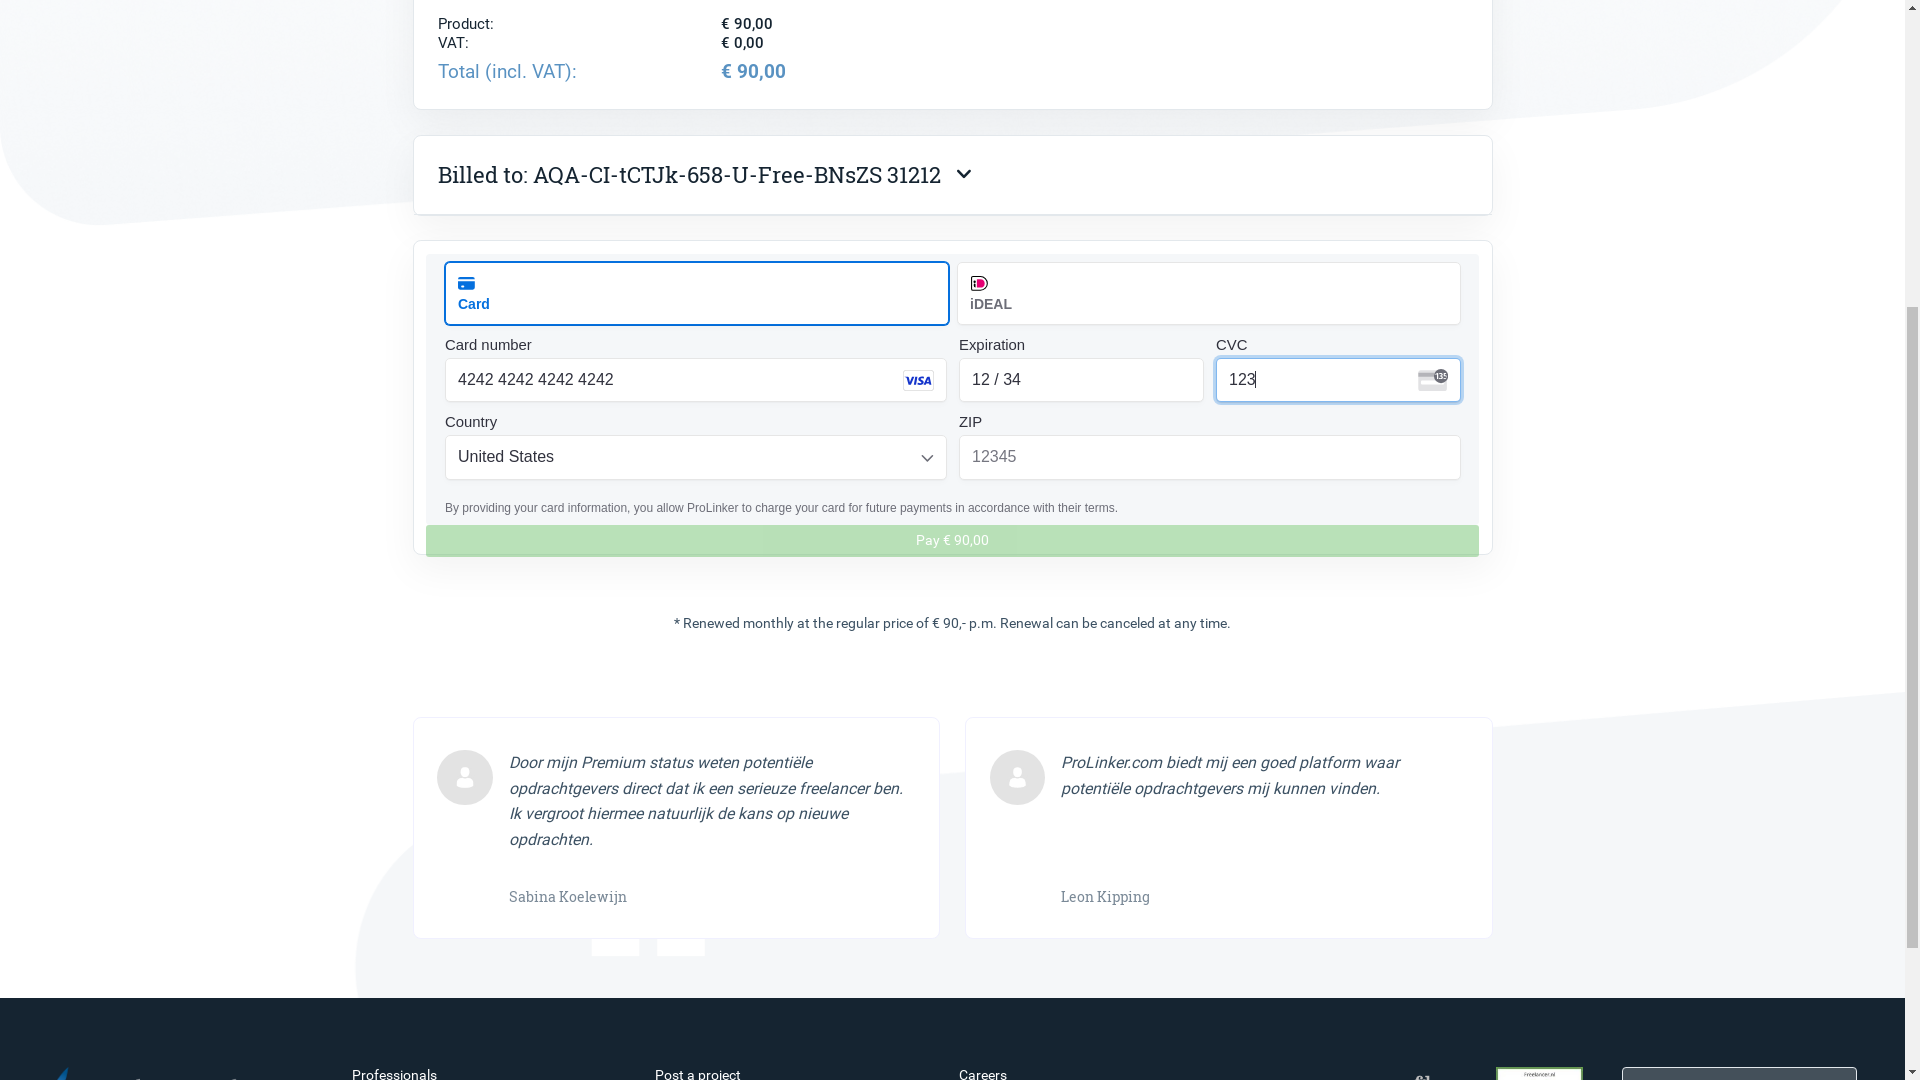 Product: € 90,00
VAT: € 0,00
Total (incl. VAT): € 90,00
Billed to: AQA-CI-tCTJk-658-U-Free-BNsZS 31212
Card
iDEAL
Card number
Expiration
CVC
4242 4242 4242 4242
VISA
12 / 34
123
135
Country
ZIP
United States
12345
By providing your card information, you allow ProLinker to charge your card for future payments in accordance with their terms.
Pay € 90,00
* Renewed monthly at the regular price of € 90,- p.m. Renewal can be canceled at any time.
Door mijn Premium status weten potentiële
opdrachtgevers direct dat ik een serieuze freelancer ben.
Ik vergroot hiermee natuurlijk de kans op nieuwe
opdrachten.
Sabina Koelewijn
ProLinker.com biedt mij een goed platform waar
potentiële opdrachtgevers mij kunnen vinden.
Leon Kipping
Professionals
Post a project
Careers
Freelancer.nl